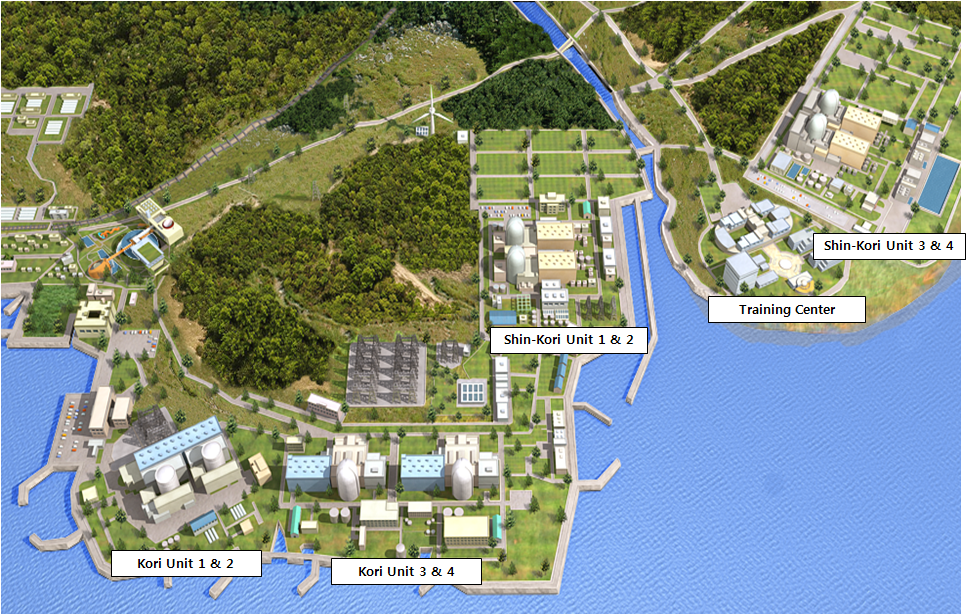 Shin-Kori Unit 3 & 4
Training Center
Shin-Kori Unit 1 & 2
Kori Unit 1 & 2
Kori Unit 3 & 4